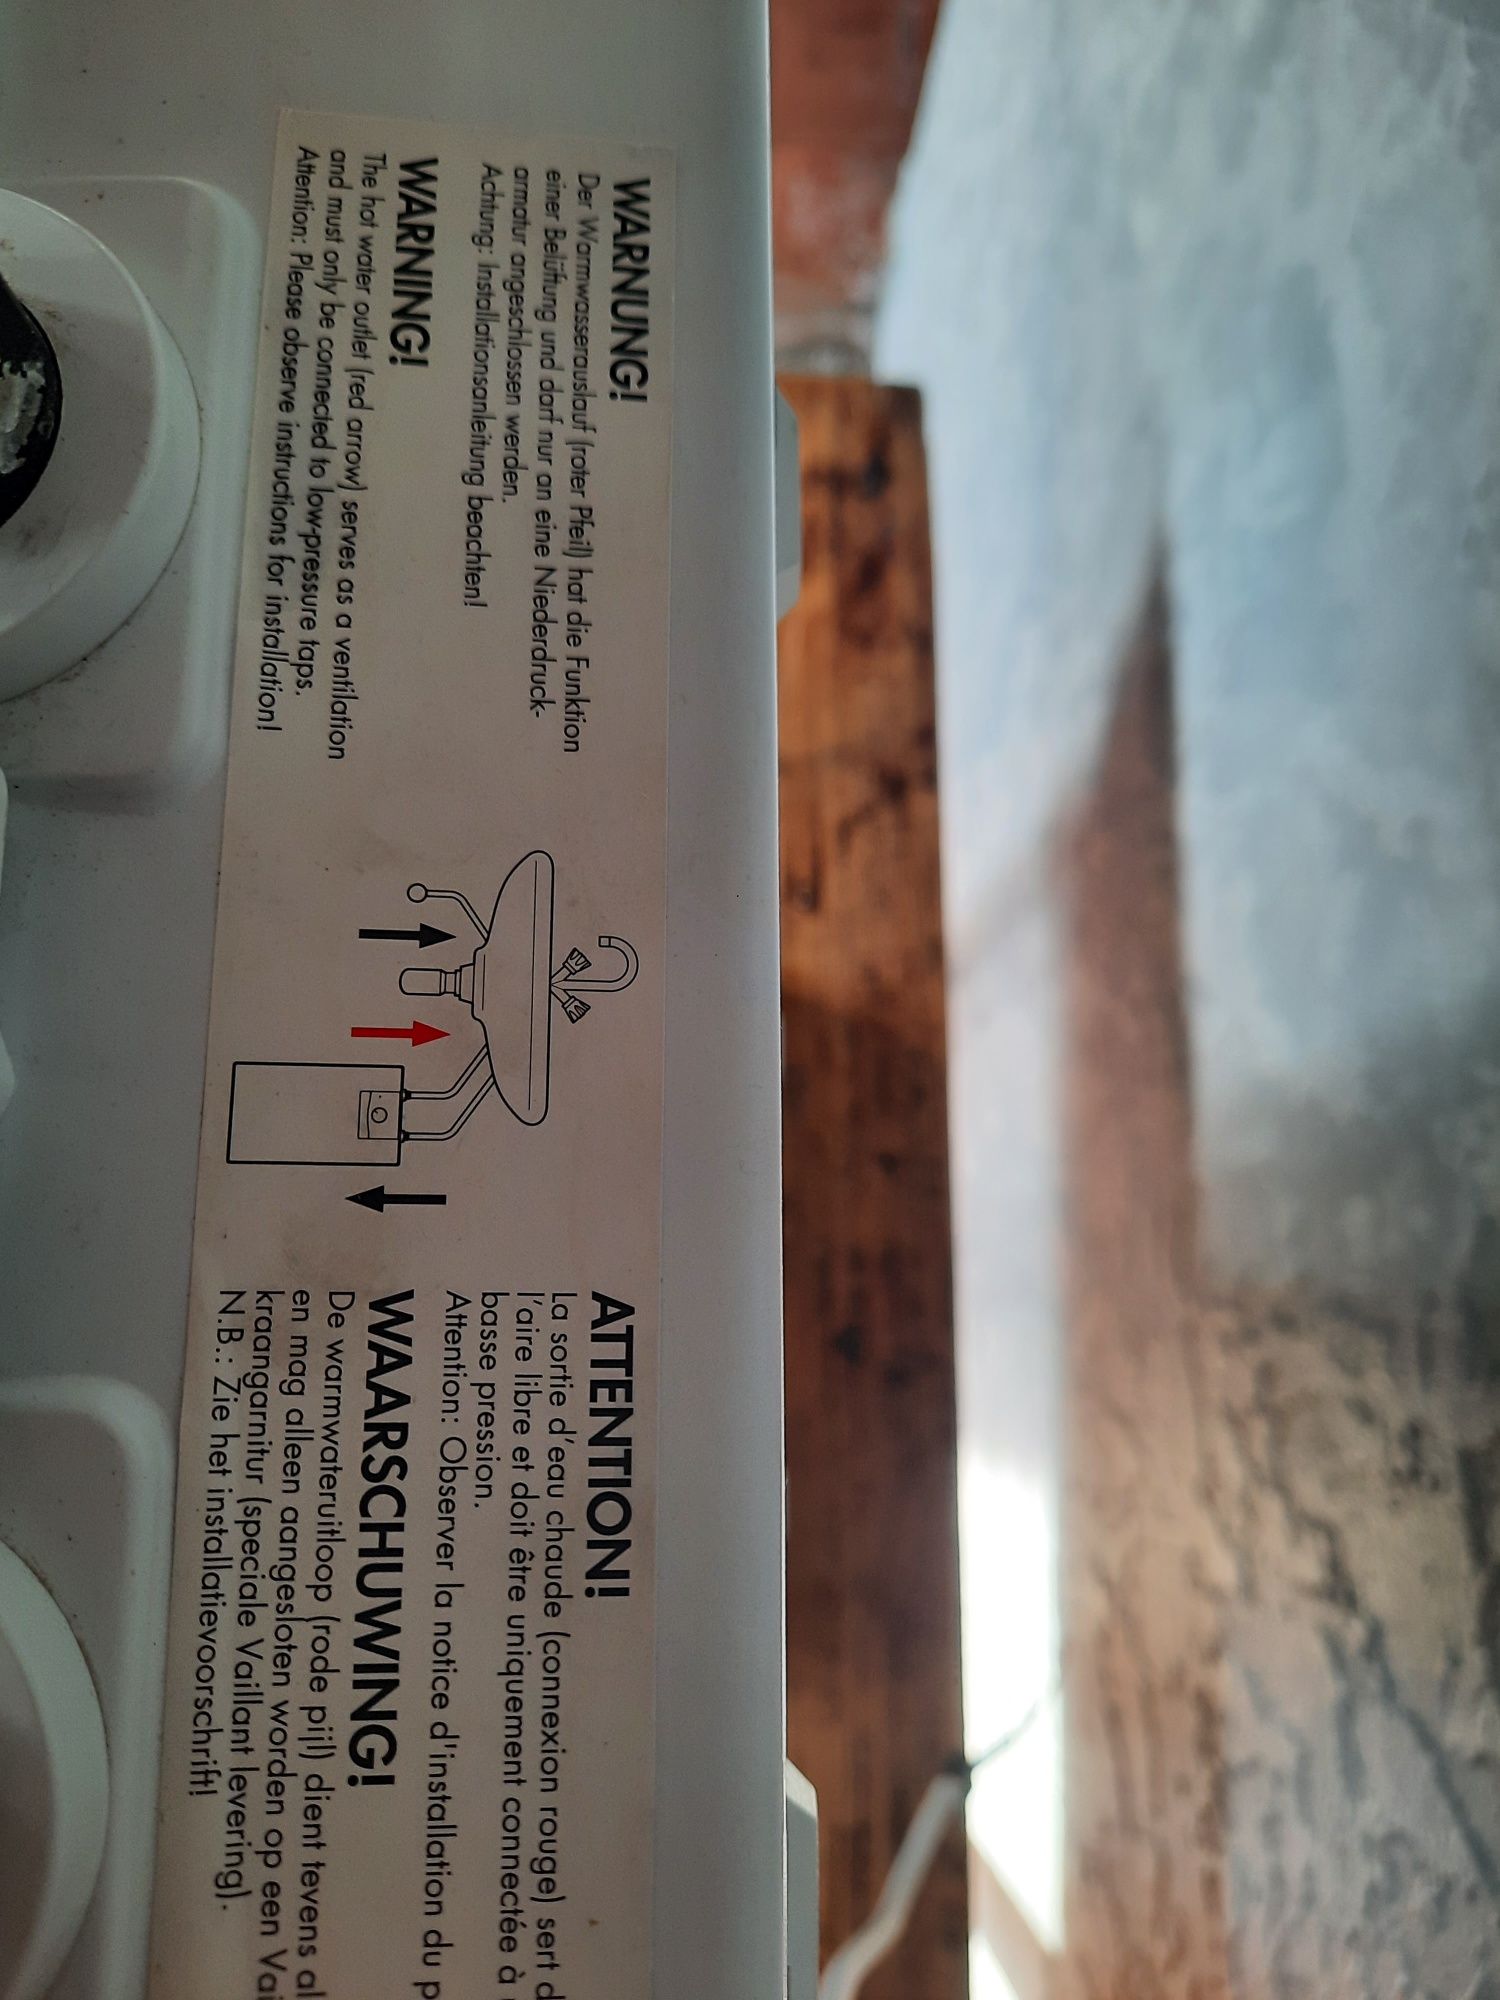 WARNUNG!
Der Warmwasserauslauf (roter Pfeil) hat die Funktion
einer Belüftung und darf nur an eine Niederdruck-
armatur angeschlossen werden.
Achtung: Installationsanleitung beachten!
WARNING!
The hot water outlet (red arrow) serves as a ventilation
and must only be connected to low-pressure taps.
Attention: Please observe instructions for installation!
ATTENTION!
La sortie d'eau chaude (connexion rouge) sert d
l'aire libre et doit être uniquement connectée à
basse pression.
Attention: Observer la notice d'installation du p
WAARSCHUWING!
De warmwateruitloop (rode pijl) dient tevens al
en mag alleen aangesloten worden op een Vai
kraangarnitur (speciale Vaillant levering).
N.B.: Zie het installatievoorschrift!